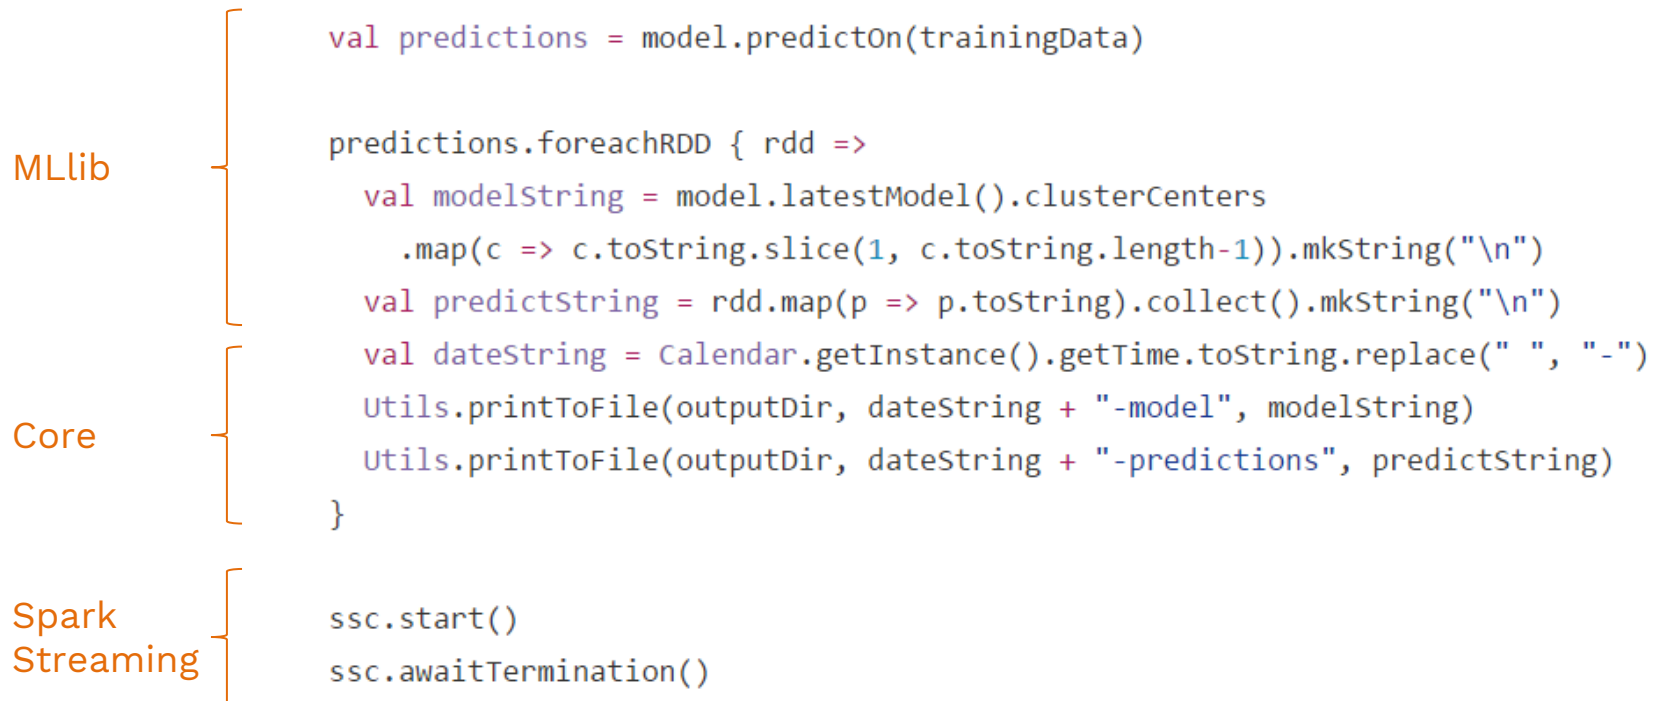 val predictions = model.predictOn(trainingData)
MLlib
predictions.foreachRDD { rdd =>
val modelString = model.latestModel().clusterCenters
.map(c => c.toString.slice(1, c.toString.length-1)).mkString("\n")
val predictString = rdd.map(p => p.toString).collect().mkString("\n")
Core
val dateString = Calendar.getInstance().getTime.toString.replace(" ", "-")
Utils.printToFile(outputDir, dateString + "-model", modelString)
Utils.printToFile(outputDir, dateString + "-predictions", predictString)
}
Spark
Streaming
ssc.start()
ssc.awaitTermination()